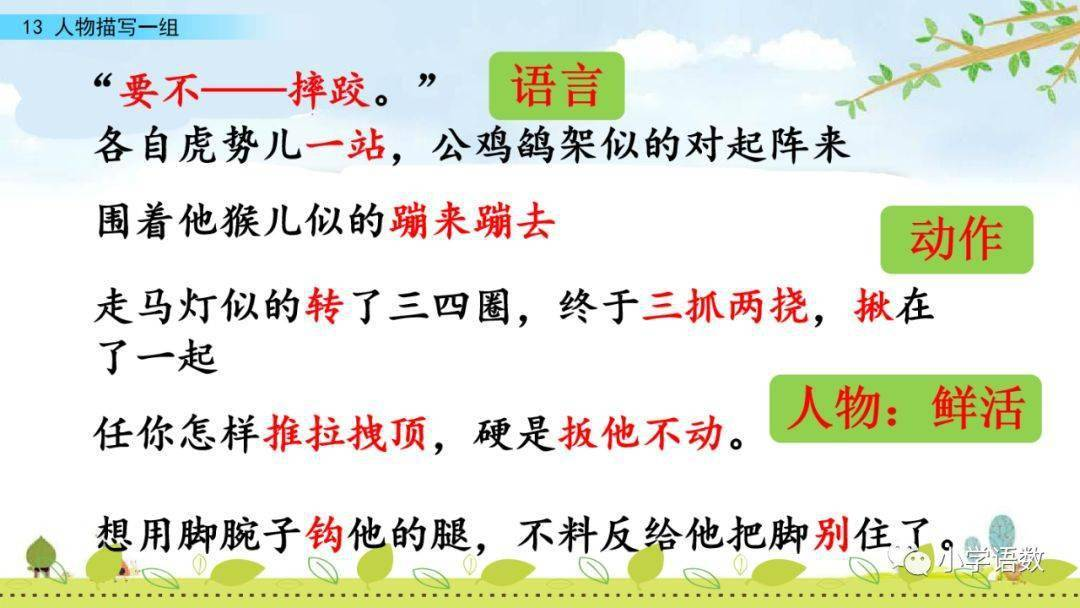 13 人物描写一组
“要不——摔跤。”
语言
各自虎势儿一站，公鸡鹐架似的对起阵来
围着他猴儿似的蹦来蹦去
动作
走马灯似的转了三四圈，终于三抓两挠，揪在
了一起
人物：鲜活
任你怎样推拉拽顶，硬是扳他不动。
想用脚腕子钩他的腿，不料反给他把脚别住了。
小学语数